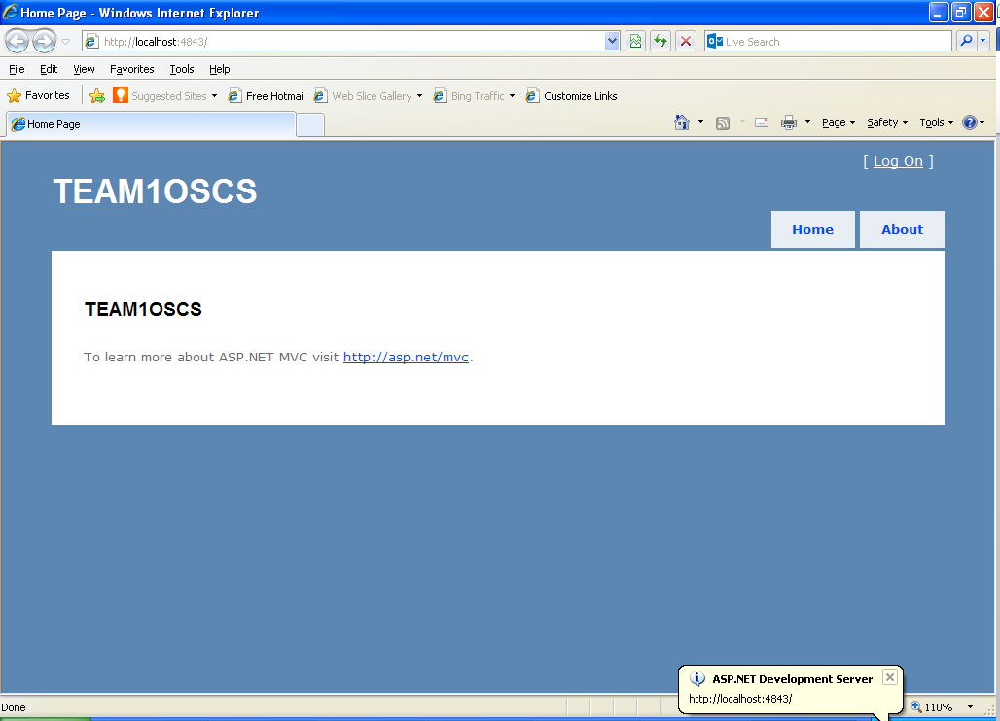 Home Page - Windows Internet Explorer
http://localhost:4843/
Live Search
File Edit View Favorites Tools Help
Favorites Suggested Sites Free Hotmail Web Slice Gallery Bing Traffic Customize Links
Home Page Page Safety Tools
[ Log On ]
TEAM1OSCS
Home About
TEAM1OSCS
To learn more about ASP.NET MVC visit http://asp.net/mvc.
ASP.NET Development Server
http://localhost:4843/
Done 110%